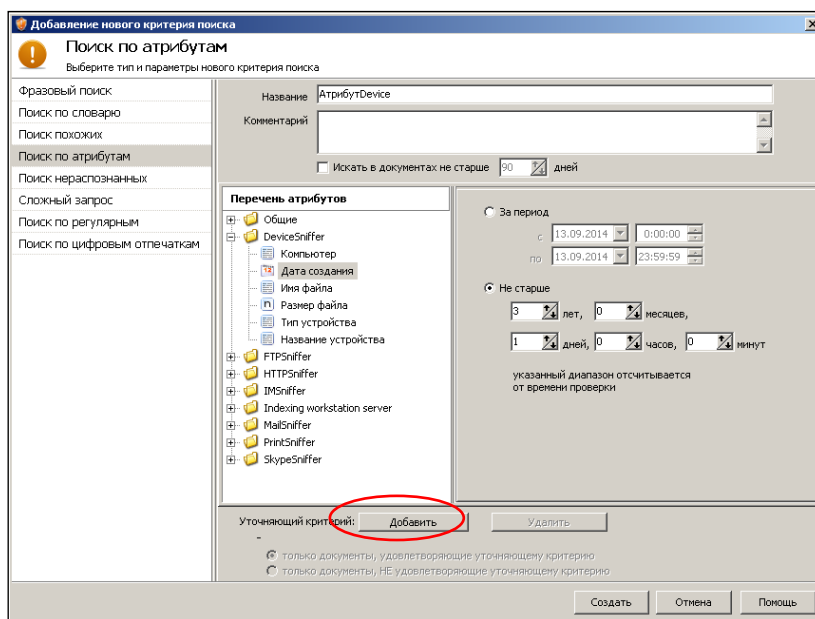 Добавление нового критерия поиска
Поиск по атрибутам
Выберите тип и параметры нового критерия поиска
Фразовый поиск
Поиск по словарю
Поиск похожих
Поиск по атрибутам
Поиск нераспознанных
Сложный запрос
Поиск по регулярным
Поиск по цифровым отпечаткам
Название АтрибутDevice
Комментарий
Искать в документах не старше 90 дней
Перечень атрибутов
Общие
DeviceSniffer
Компьютер
Дата создания
Имя файла
n Размер файла
Тип устройства
Название устройства
FTPSniffer
HTTPSniffer
IMSniffer
Indexing workstation server
MailSniffer
PrintSniffer
SkypeSniffer
За период
с 13.09.2014 0:00:00
по 13.09.2014 23:59:59
Не старше
3 лет, 0 месяцев,
1 дней, 0 часов, 0 минут
указанный диапазон отсчитывается
от времени проверки
Уточняющий критерий: Добавить Удалить
-
только документы, удовлетворяющие уточняющему критерию
только документы, НЕ удовлетворяющие уточняющему критерию
Создать Отмена Помощь